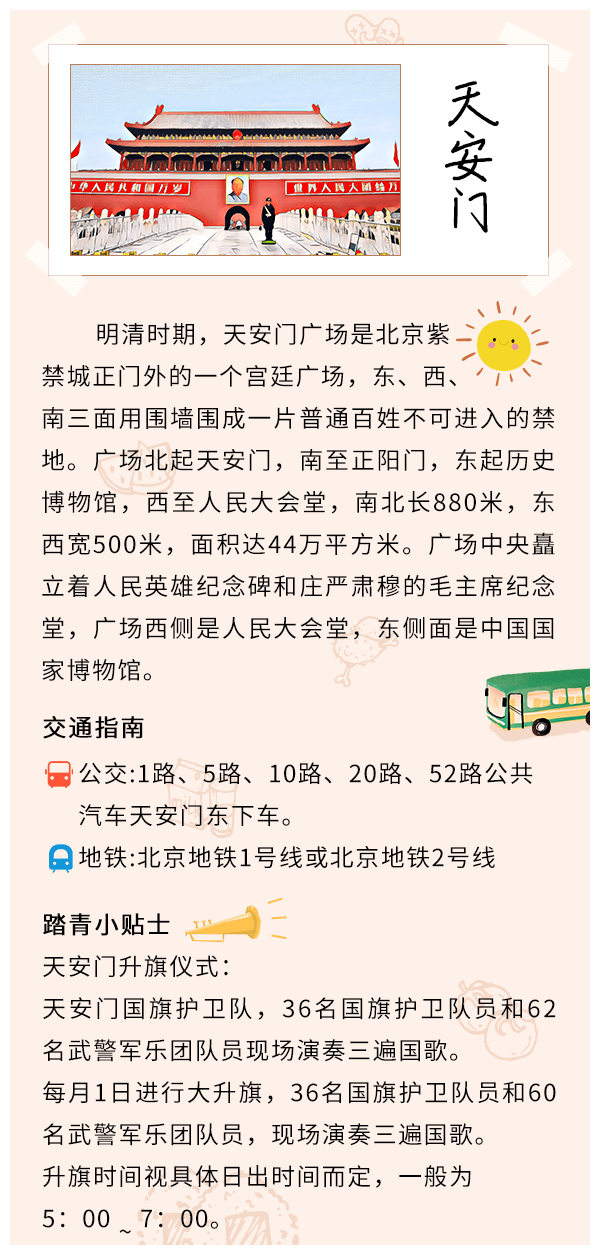 天安门
中华人民共和国万岁
世界人民大团结万
明清时期，天安门广场是北京紫
禁城正门外的一个宫廷广场，东、西、
南三面用围墙围成一片普通百姓不可进入的禁
地。广场北起天安门，南至正阳门，东起历史
博物馆，西至人民大会堂，南北长880米，东
西宽500米，面积达44万平方米。广场中央矗
立着人民英雄纪念碑和庄严肃穆的毛主席纪念
堂，广场西侧是人民大会堂，东侧面是中国国
家博物馆。
交通指南
公交:1路、5路、10路、20路、52路公共
汽车天安门东下车。
地铁:北京地铁1号线或北京地铁2号线
踏青小贴士
天安门升旗仪式：
天安门国旗护卫队，36名国旗护卫队员和62
名武警军乐团队员现场演奏三遍国歌。
每月1日进行大升旗，36名国旗护卫队员和60
名武警军乐团队员，现场演奏三遍国歌。
升旗时间视具体日出时间而定，一般为
5：00 ~ 7：00。